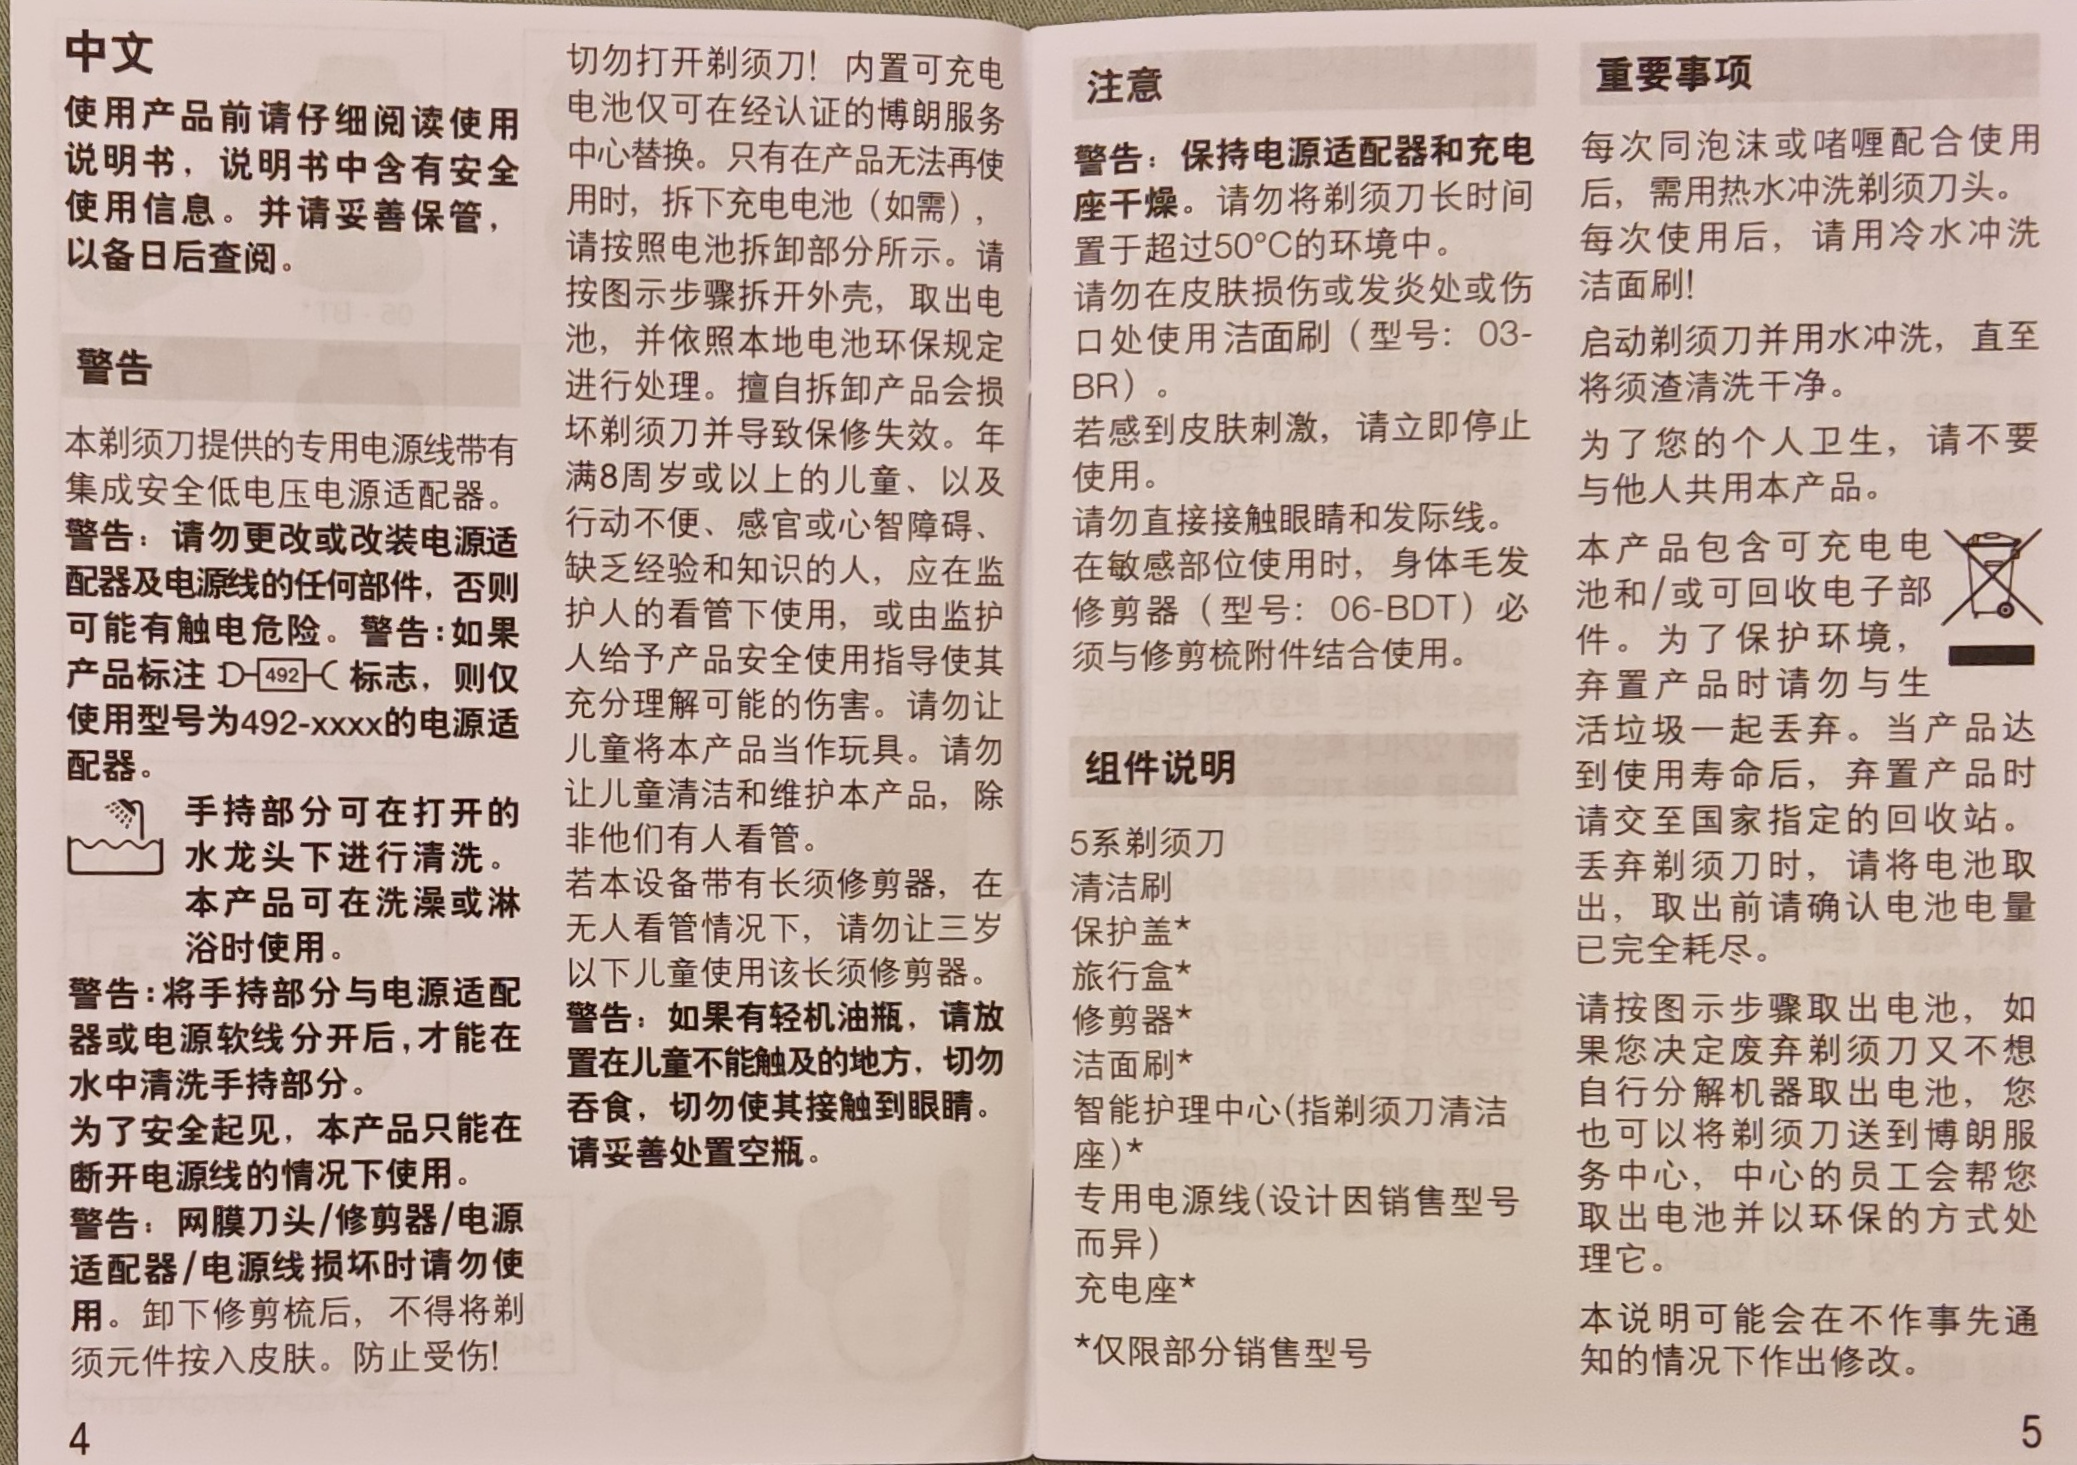 中文
使用产品前请仔细阅读使用
说明书，说明书中含有安全
使用信息。并请妥善保管，
以备日后查阅。
警告
本剃须刀提供的专用电源线带有
集成安全低电压电源适配器。
警告：请勿更改或改装电源适
配器及电源线的任何部件，否则
可能有触电危险。警告：如果
产品标注 492 标志，则仅
使用型号为492-xxxx的电源适
配器。
手持部分可在打开的
水龙头下进行清洗。
本产品可在洗澡或淋
浴时使用。
警告：将手持部分与电源适配
器或电源软线分开后，才能在
水中清洗手持部分。
为了安全起见，本产品只能在
断开电源线的情况下使用。
警告：网膜刀头/修剪器/电源
适配器/电源线损坏时请勿使
用。卸下修剪梳后，不得将剃
须元件按入皮肤。防止受伤！
4
切勿打开剃须刀！内置可充电
电池仅可在经认证的博朗服务
中心替换。只有在产品无法再使
用时，拆下充电电池（如需），
请按照电池拆卸部分所示。请
按图示步骤拆开外壳，取出电
池，并依照本地电池环保规定
进行处理。擅自拆卸产品会损
坏剃须刀并导致保修失效。年
满8周岁或以上的儿童、以及
行动不便、感官或心智障碍、
缺乏经验和知识的人，应在监
护人的看管下使用，或由监护
人给予产品安全使用指导使其
充分理解可能的伤害。请勿让
儿童将本产品当作玩具。请勿
让儿童清洁和维护本产品，除
非他们有人看管。
若本设备带有长须修剪器，在
无人看管情况下，请勿让三岁
以下儿童使用该长须修剪器。
警告：如果有轻机油瓶，请放
置在儿童不能触及的地方，切勿
吞食，切勿使其接触到眼睛。
请妥善处置空瓶。
注意
警告：保持电源适配器和充电
座干燥。请勿将剃须刀长时间
置于超过50°C的环境中。
请勿在皮肤损伤或发炎处或伤
口处使用洁面刷（型号：03-
BR）。
若感到皮肤刺激，请立即停止
使用。
请勿直接接触眼睛和发际线。
在敏感部位使用时，身体毛发
修剪器（型号：06-BDT）必
须与修剪梳附件结合使用。
组件说明
5系剃须刀
清洁刷
保护盖*
旅行盒*
修剪器*
洁面刷*
智能护理中心(指剃须刀清洁
座)*
专用电源线(设计因销售型号
而异)
充电座*
*仅限部分销售型号
重要事项
每次同泡沫或啫喱配合使用
后，需用热水冲洗剃须刀头。
每次使用后，请用冷水冲洗
洁面刷！
启动剃须刀并用水冲洗，直至
将须渣清洗干净。
为了您的个人卫生，请不要
与他人共用本产品。
本产品包含可充电电
池和/或可回收电子部
件。为了保护环境，
弃置产品时请勿与生
活垃圾一起丢弃。当产品达
到使用寿命后，弃置产品时
请交至国家指定的回收站。
丢弃剃须刀时，请将电池取
出，取出前请确认电池电量
已完全耗尽。
请按图示步骤取出电池，如
果您决定废弃剃须刀又不想
自行分解机器取出电池，您
也可以将剃须刀送到博朗服
务中心，中心的员工会帮您
取出电池并以环保的方式处
理它。
本说明可能会在不作事先通
知的情况下作出修改。
5